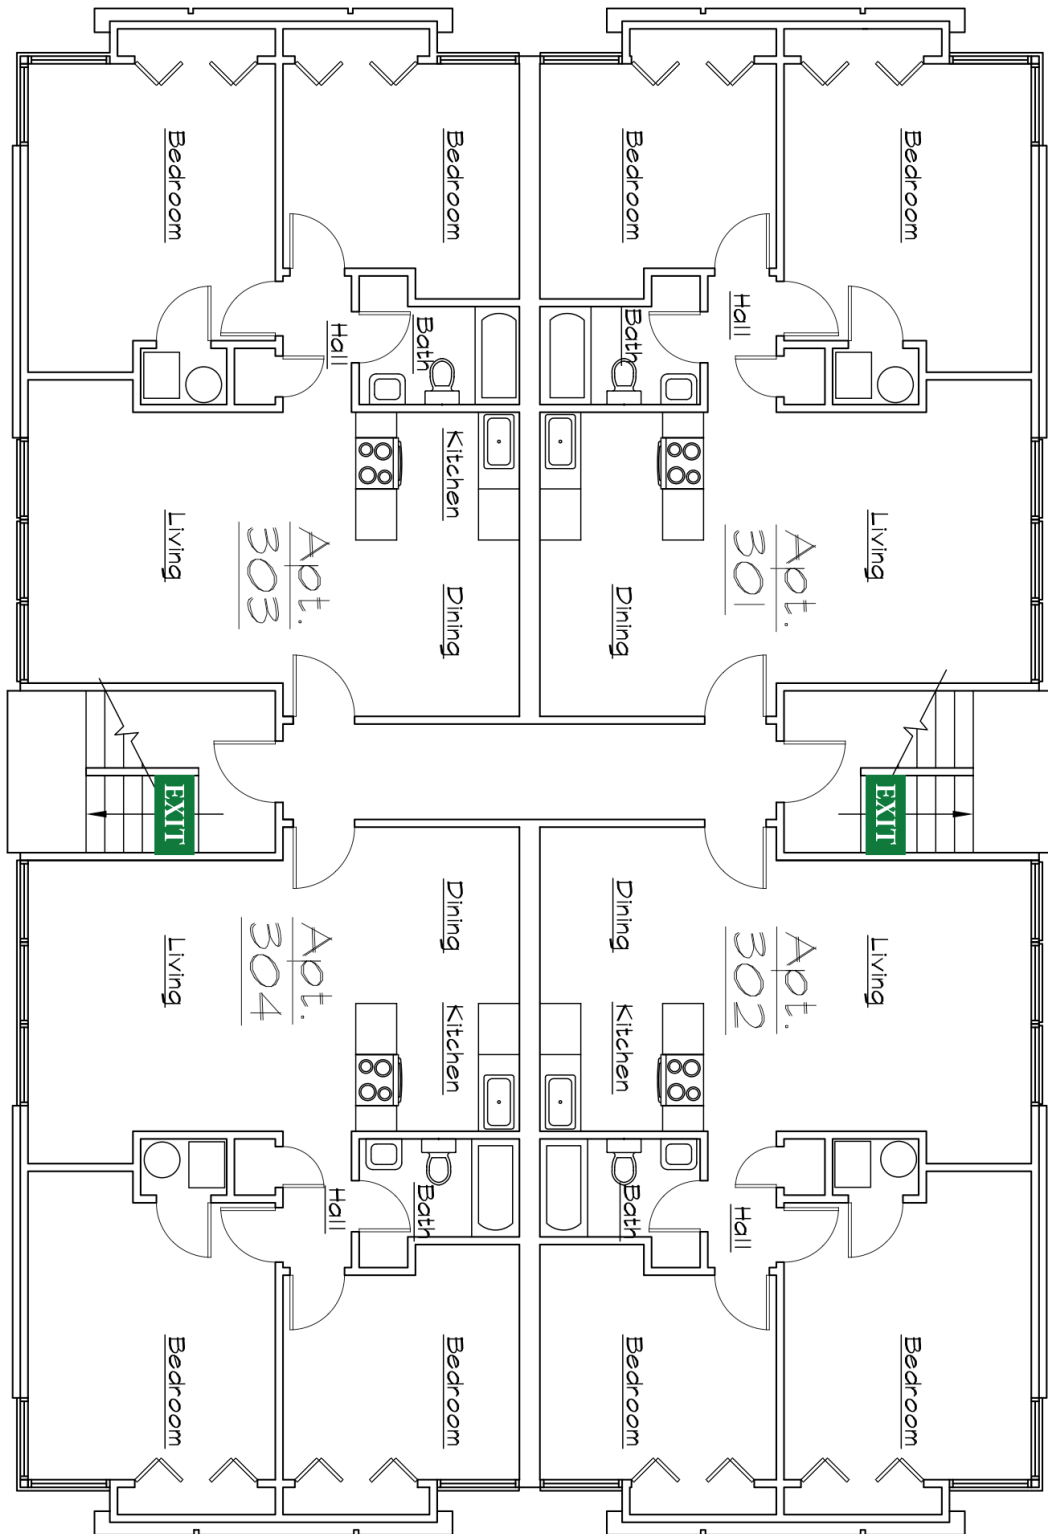 Bedroom
Living
EXIT
Apt.
301
Hall
Bedroom
Bath
Dining
Living
Bedroom
EXIT
Apt.
302
Hall
Dining
Kitchen
Bath
Bedroom
Bedroom
Bath
Kitchen
Dining
Hall
Apt.
303
Bedroom
Living
EXIT
Dining
Kitchen
Bath
Bedroom
Hall
Apt.
304
Living
Bedroom